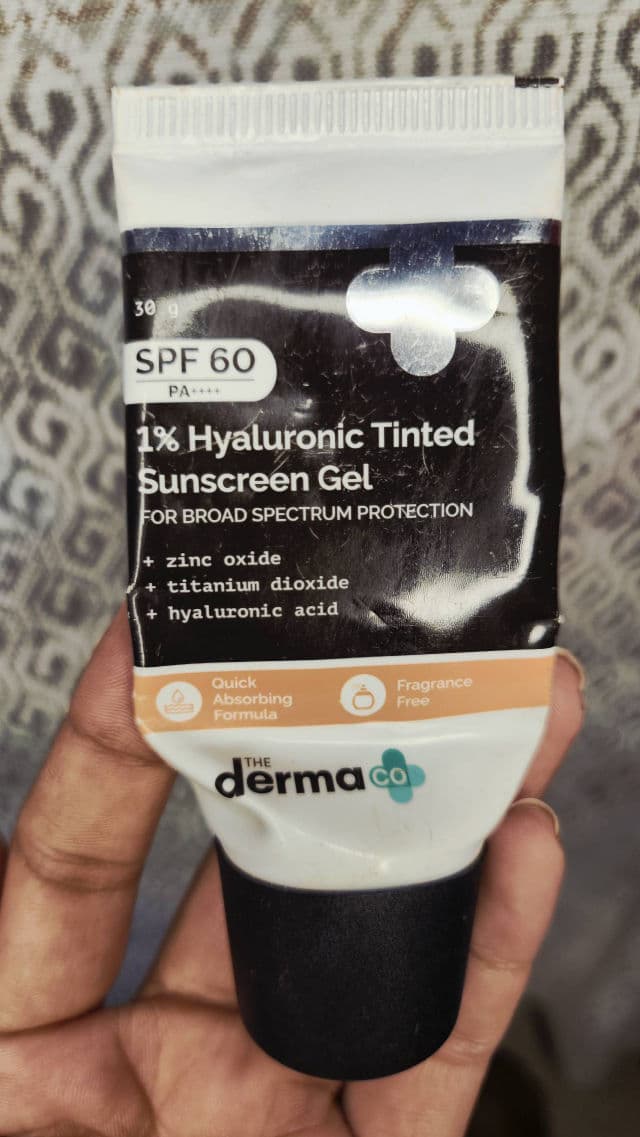 30 g
SPF 60
PA++++
1% Hyaluronic Tinted
Sunscreen Gel
FOR BROAD SPECTRUM PROTECTION
+ zinc oxide
+ titanium dioxide
+ hyaluronic acid
Quick
Absorbing
Formula
Fragrance
Free
THE
derma co